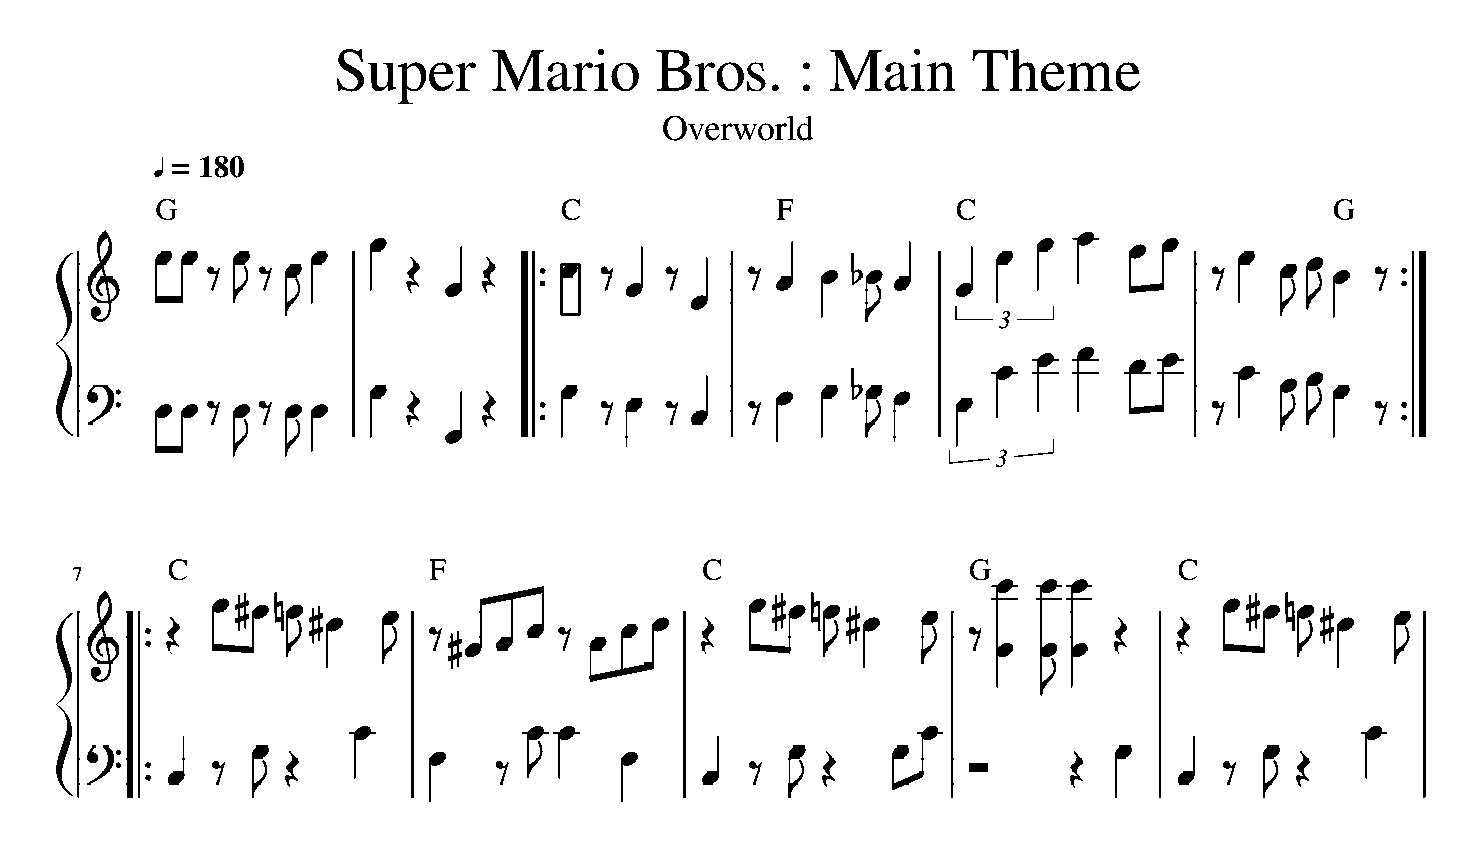 Super Mario Bros. : Main Theme
Overworld
♩ = 180
G C F C G
3
3
7 C F C G C